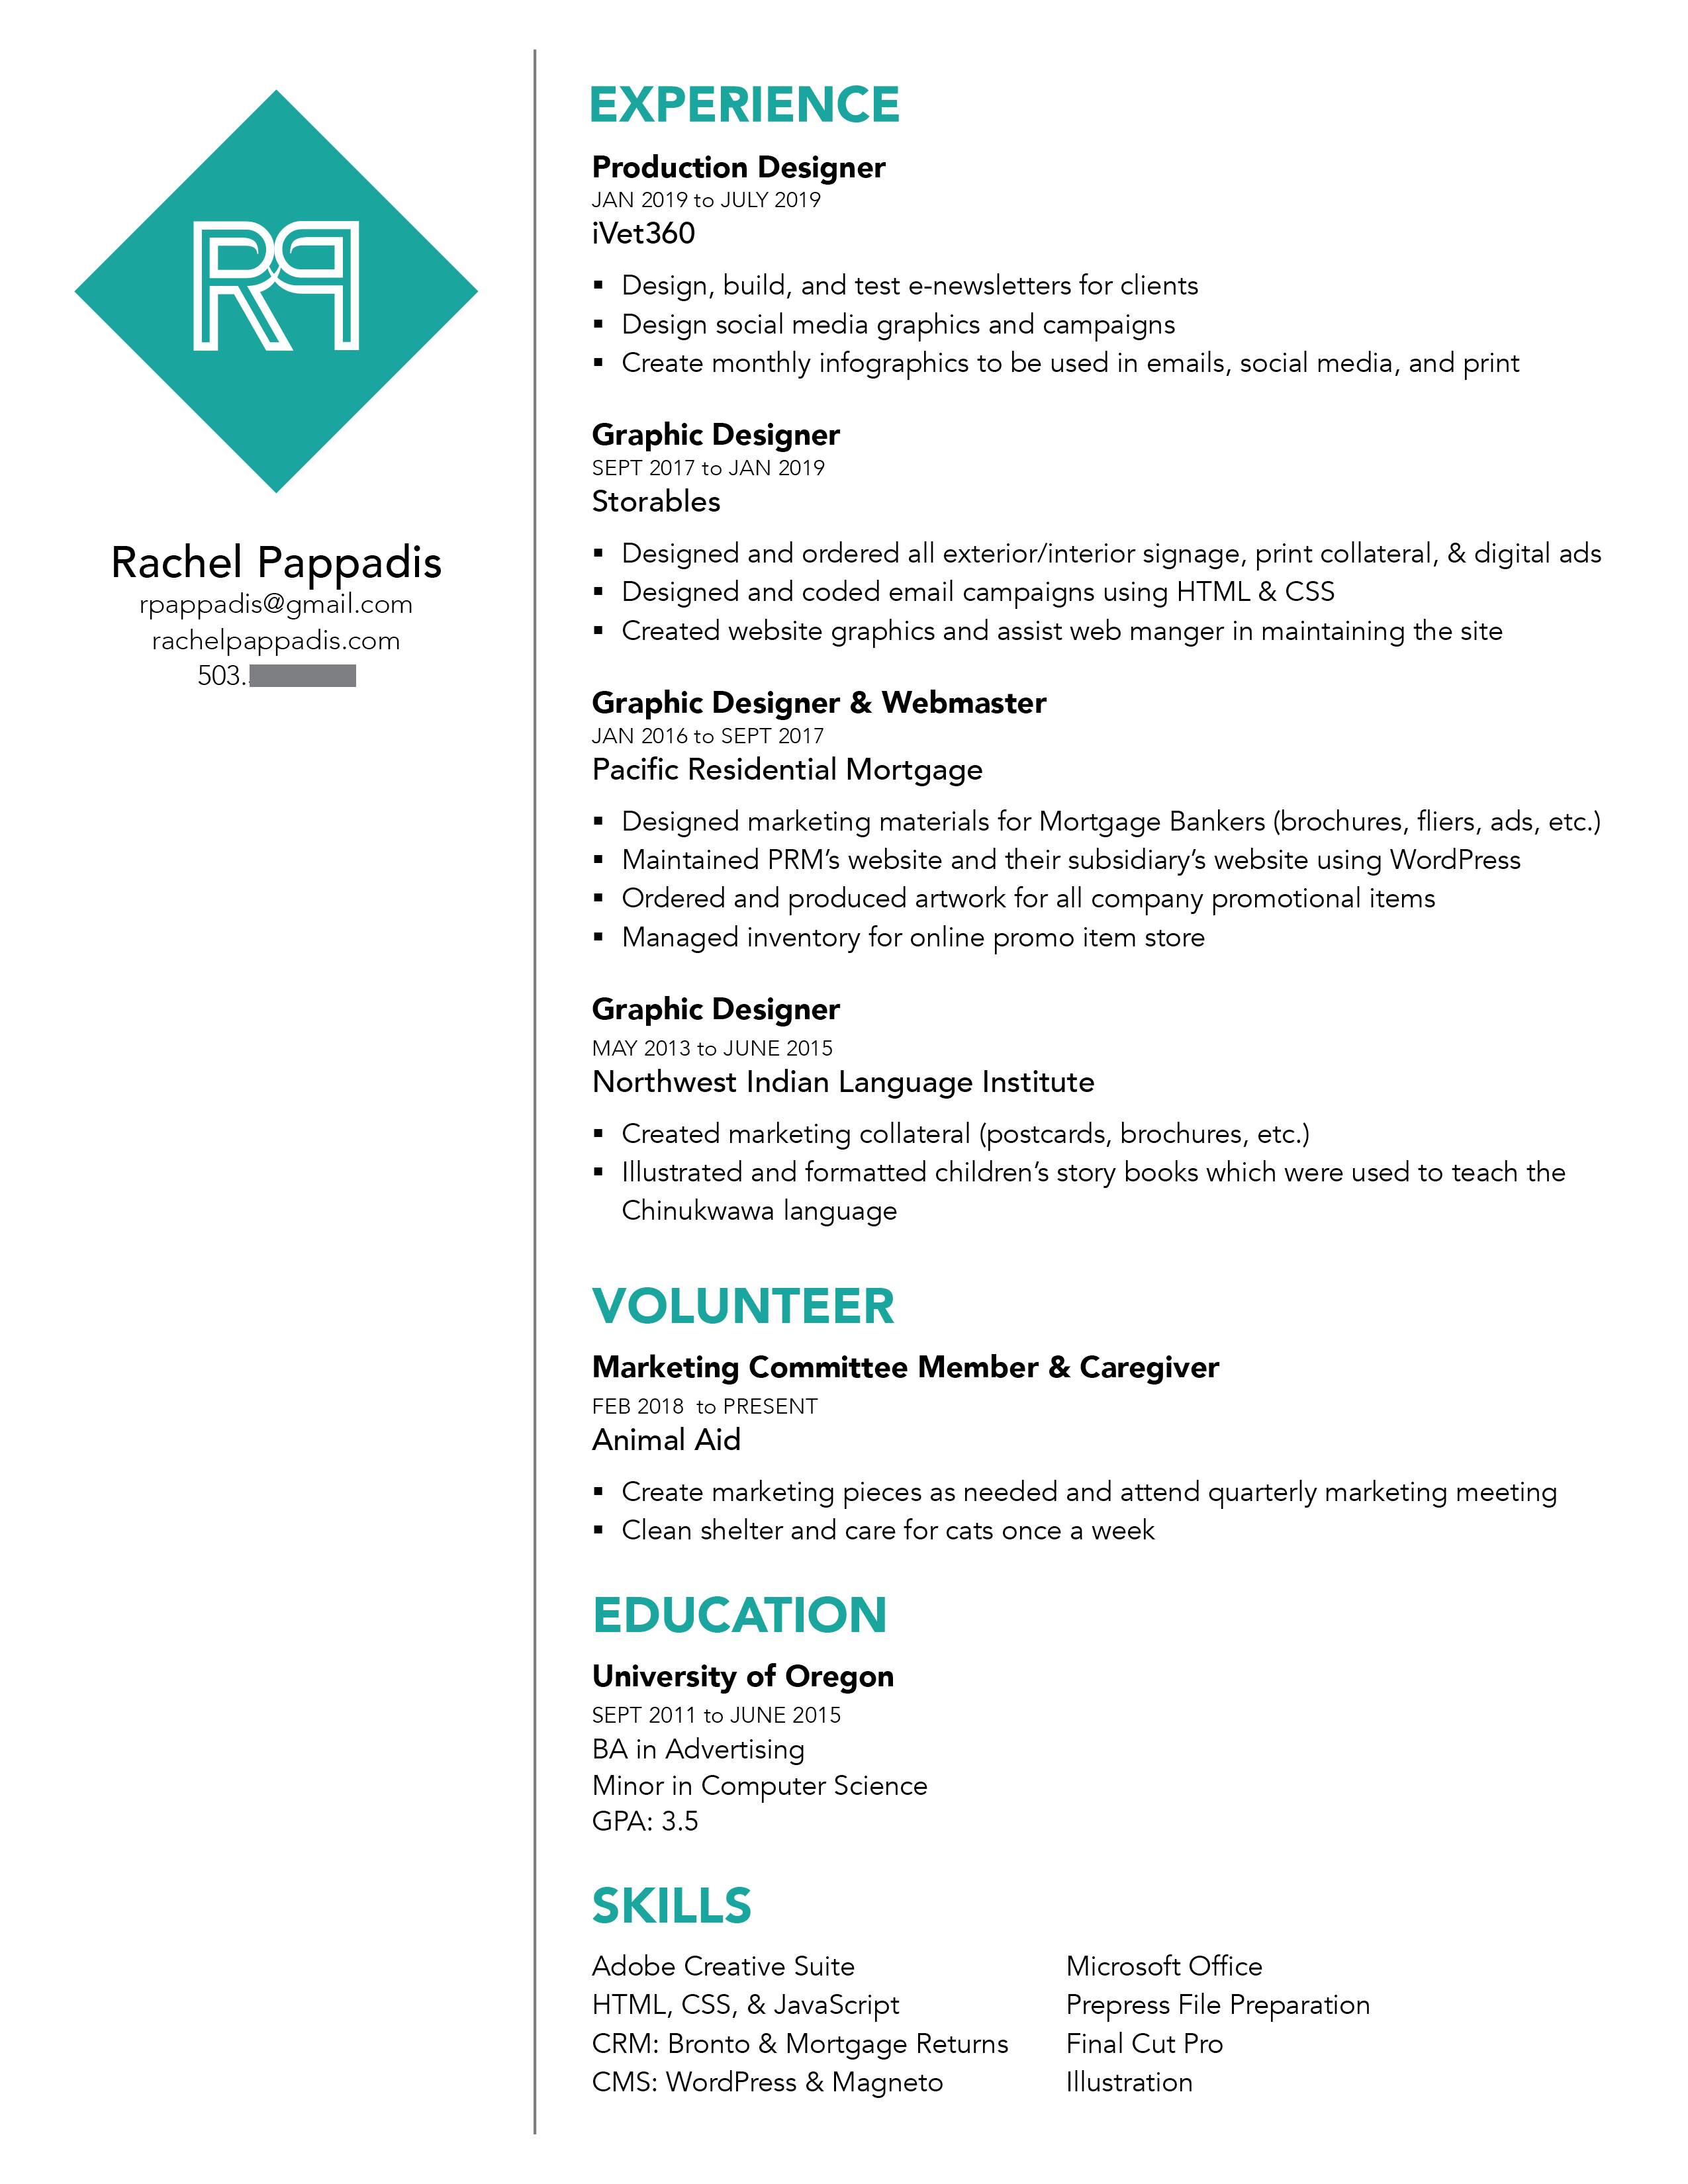 RP
Rachel Pappadis
rpappadis@gmail.com
rachelpappadis.com
503.
EXPERIENCE
Production Designer
JAN 2019 to JULY 2019
iVet360
▪ Design, build, and test e-newsletters for clients
▪ Design social media graphics and campaigns
▪ Create monthly infographics to be used in emails, social media, and print
Graphic Designer
SEPT 2017 to JAN 2019
Storables
▪ Designed and ordered all exterior/interior signage, print collateral, & digital ads
▪ Designed and coded email campaigns using HTML & CSS
▪ Created website graphics and assist web manger in maintaining the site
Graphic Designer & Webmaster
JAN 2016 to SEPT 2017
Pacific Residential Mortgage
▪ Designed marketing materials for Mortgage Bankers (brochures, fliers, ads, etc.)
▪ Maintained PRM’s website and their subsidiary’s website using WordPress
▪ Ordered and produced artwork for all company promotional items
▪ Managed inventory for online promo item store
Graphic Designer
MAY 2013 to JUNE 2015
Northwest Indian Language Institute
▪ Created marketing collateral (postcards, brochures, etc.)
▪ Illustrated and formatted children’s story books which were used to teach the
Chinukwawa language
VOLUNTEER
Marketing Committee Member & Caregiver
FEB 2018 to PRESENT
Animal Aid
▪ Create marketing pieces as needed and attend quarterly marketing meeting
▪ Clean shelter and care for cats once a week
EDUCATION
University of Oregon
SEPT 2011 to JUNE 2015
BA in Advertising
Minor in Computer Science
GPA: 3.5
SKILLS
Adobe Creative Suite
HTML, CSS, & JavaScript
CRM: Bronto & Mortgage Returns
CMS: WordPress & Magneto
Microsoft Office
Prepress File Preparation
Final Cut Pro
Illustration